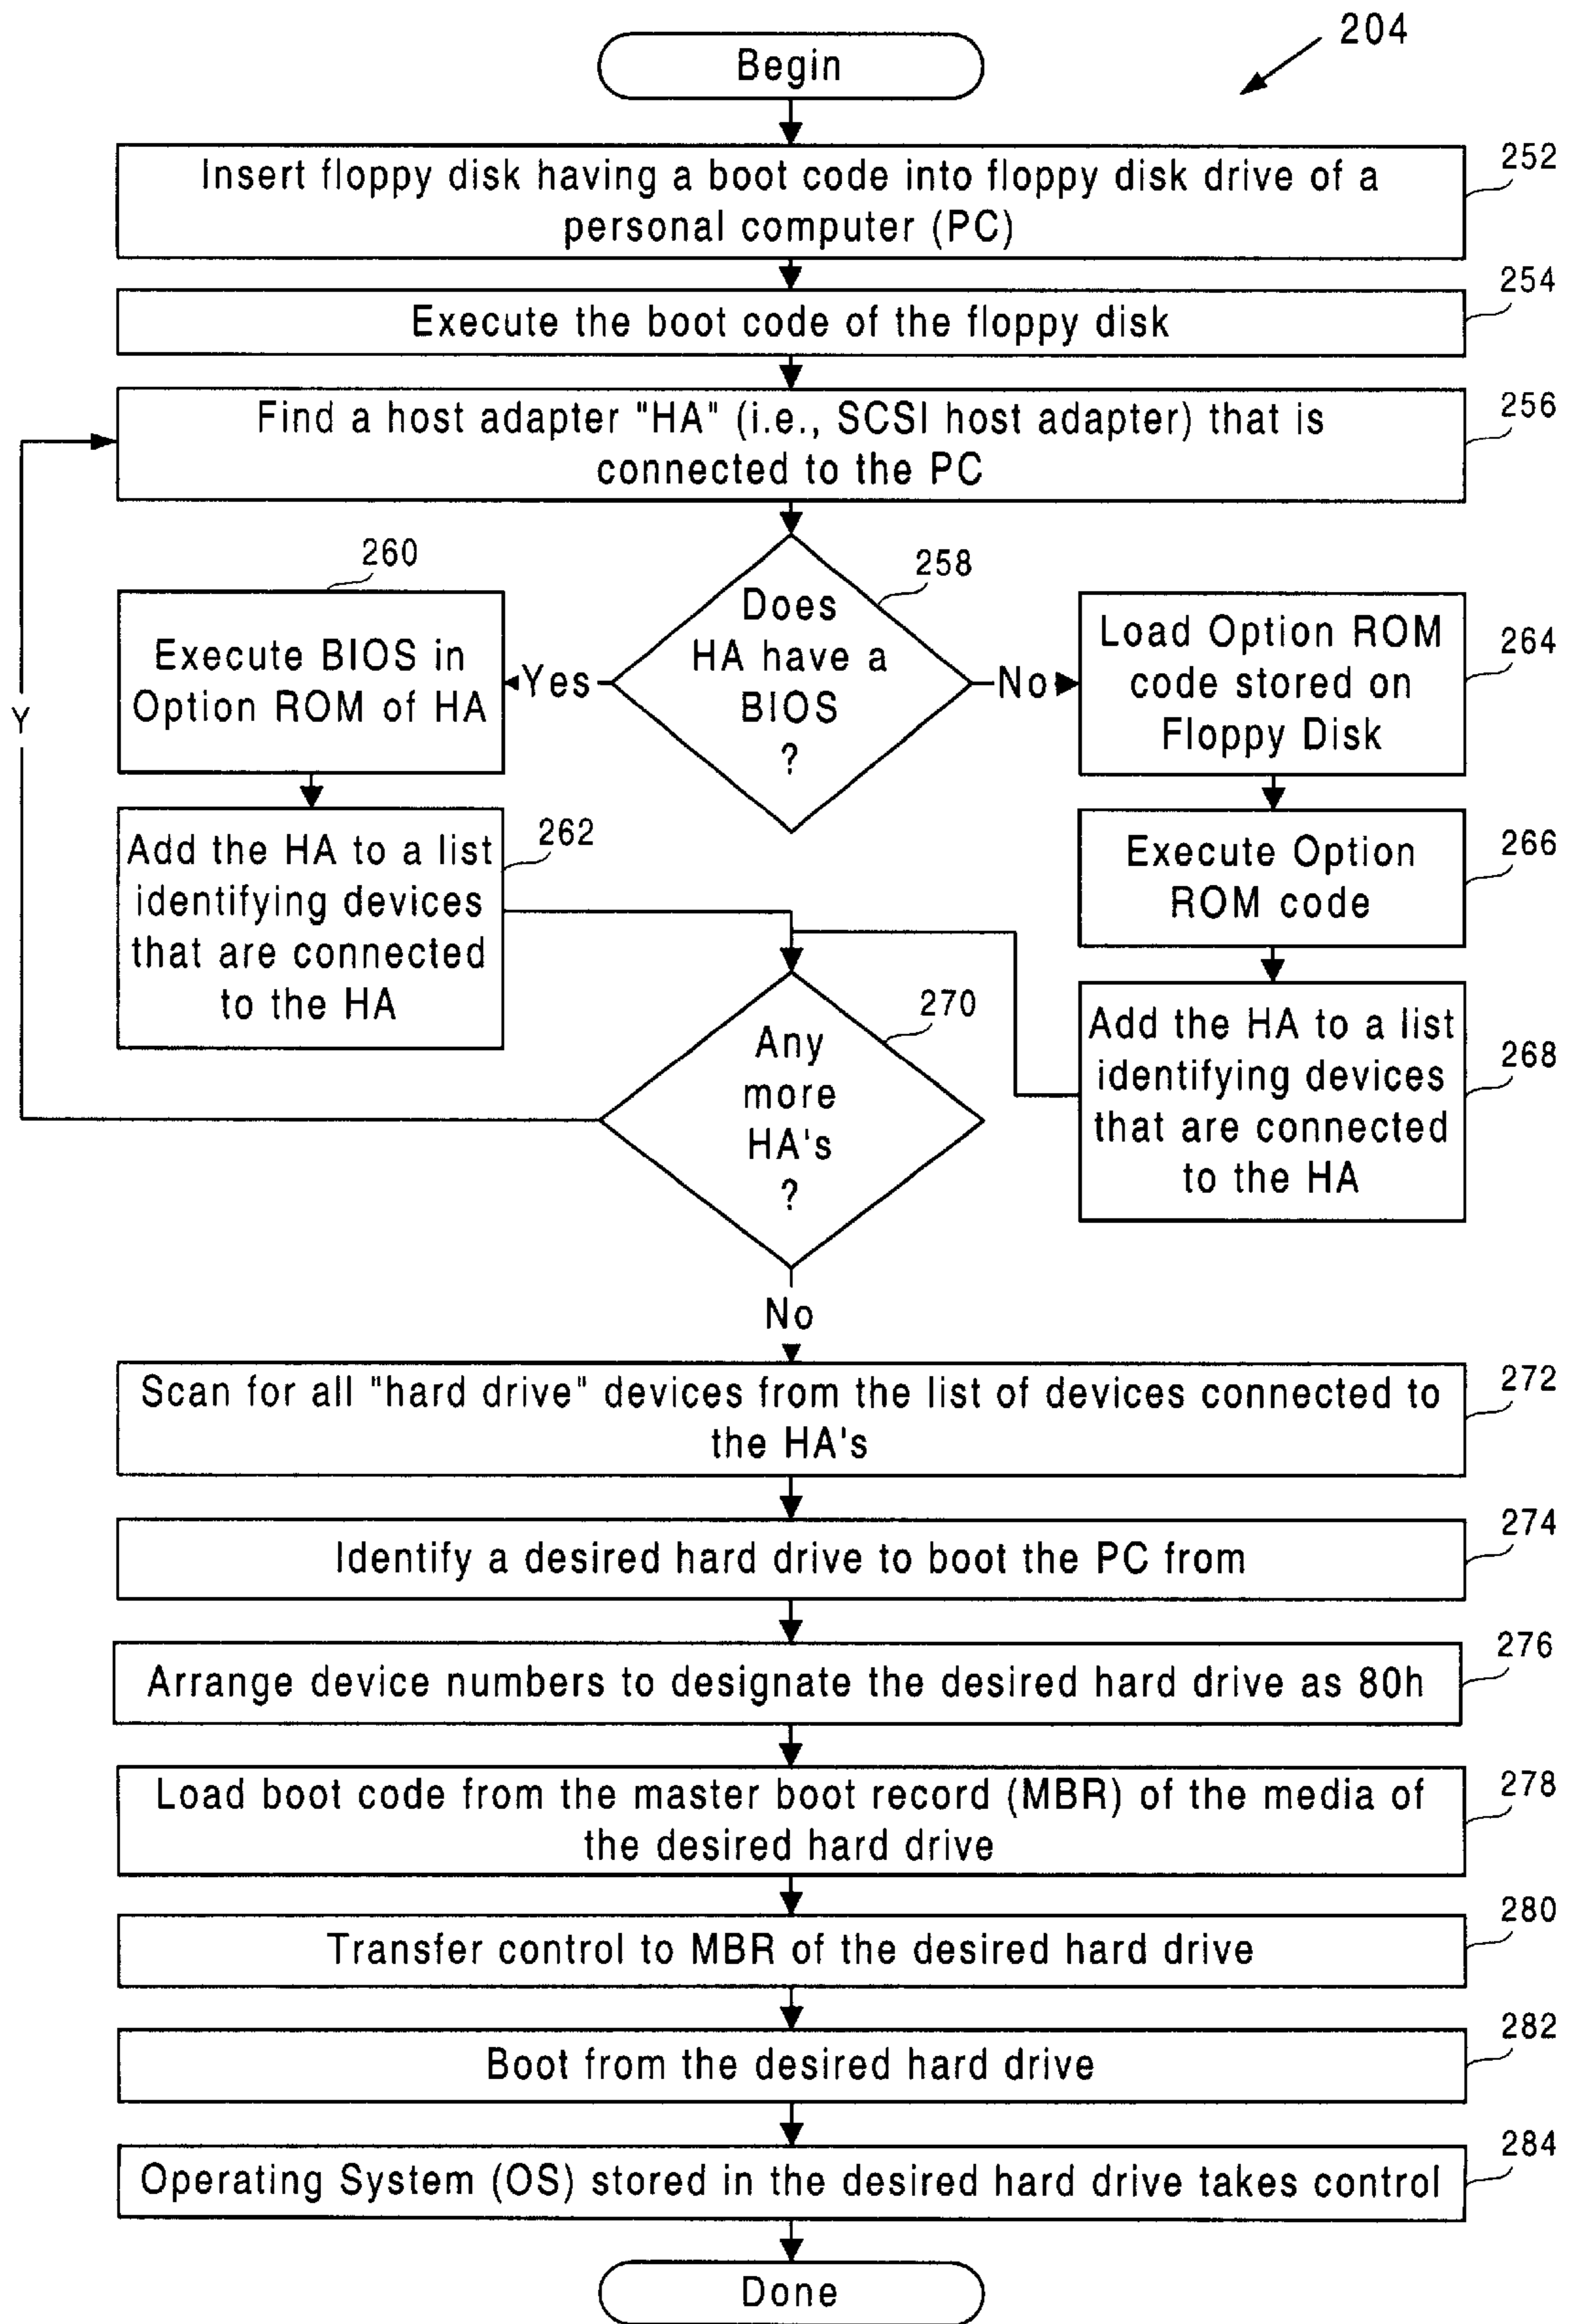 204
Begin
252
Insert floppy disk having a boot code into floppy disk drive of a
personal computer (PC)
254
Execute the boot code of the floppy disk
256
Find a host adapter "HA" (i.e., SCSI host adapter) that is
connected to the PC
258
Does
HA have a
BIOS
?
Yes
No
260
Execute BIOS in
Option ROM of HA
262
Add the HA to a list
identifying devices
that are connected
to the HA
264
Load Option ROM
code stored on
Floppy Disk
266
Execute Option
ROM code
268
Add the HA to a list
identifying devices
that are connected
to the HA
270
Any
more
HA's
?
Y
No
272
Scan for all "hard drive" devices from the list of devices connected to
the HA's
274
Identify a desired hard drive to boot the PC from
276
Arrange device numbers to designate the desired hard drive as 80h
278
Load boot code from the master boot record (MBR) of the media of
the desired hard drive
280
Transfer control to MBR of the desired hard drive
282
Boot from the desired hard drive
284
Operating System (OS) stored in the desired hard drive takes control
Done